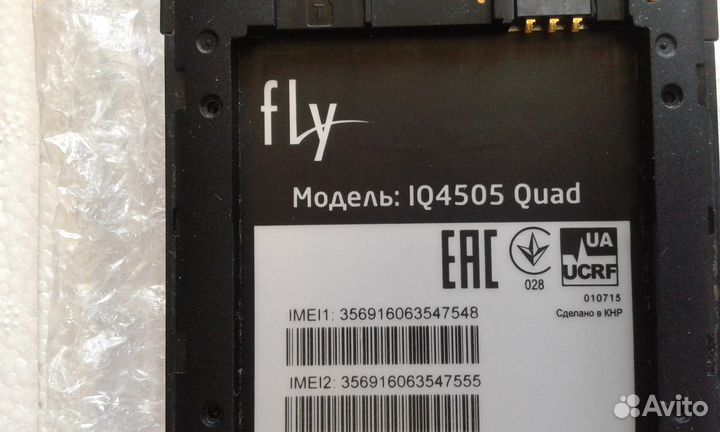 T
fly
Модель: IQ4505 Quad
EAC
028
UA
UCRF
010715
Сделано в КНР
IMEI1: 356916063547548
IMEI2: 356916063547555
Avito